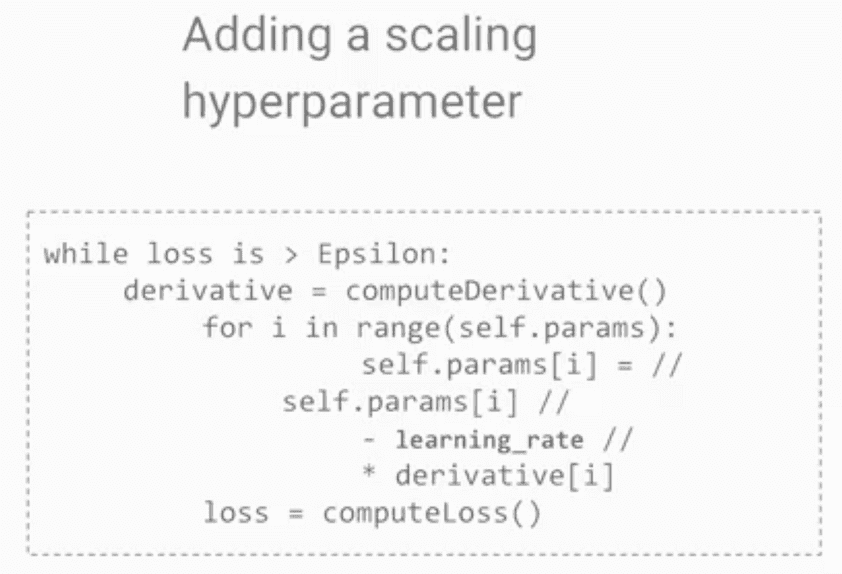 Adding a scaling
hyperparameter
while loss is > Epsilon:
derivative = computeDerivative()
for i in range(self.params):
self.params[i] = //
self.params[i] //
- learning_rate //
* derivative[i]
loss = computeLoss()